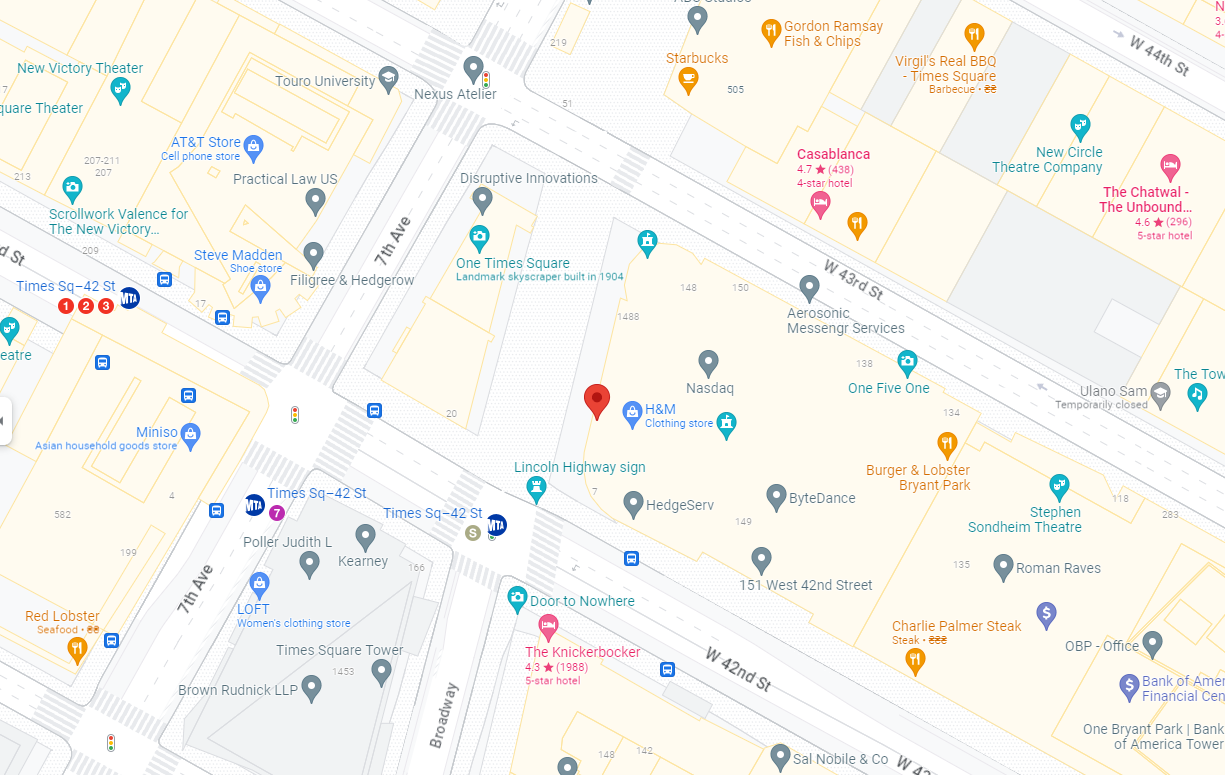 219
Gordon Ramsay
Fish & Chips
W 44th St
New Victory Theater
Touro University
Nexus Atelier
Starbucks
505
51
Virgil's Real BBQ
- Times Square
Barbecue • ₴₴
7
quare Theater
AT&T Store
Cell phone store
207-211
207
213
Practical Law US
Disruptive Innovations
Casablanca
4.7 ★ (438)
4-star hotel
New Circle
Theatre Company
The Chatwal -
The Unbound...
4.6 ★ (296)
5-star hotel
Scrollwork Valence for
The New Victory...
209
rd St
7th Ave
Steve Madden
Shoe store
Filigree & Hedgerow
One Times Square
Landmark skyscraper built in 1904
W 43rd St
Times Sq–42 St
MTA
1 2 3
17
148
150
1488
Aerosonic
Messengr Services
eatre
Nasdaq
138
One Five One
Ulano Sam
Temporarily closed
The Tow
20
H&M
Clothing store
134
Miniso
Asian household goods store
Lincoln Highway sign
Burger & Lobster
Bryant Park
4
582
Times Sq–42 St
MTA
7
Times Sq–42 St
MTA
S
7
HedgeServ
ByteDance
149
118
283
Stephen
Sondheim Theatre
199
Poller Judith L
Kearney
166
151 West 42nd Street
135
Roman Raves
7th Ave
LOFT
Women's clothing store
Door to Nowhere
Red Lobster
Seafood • ₴₴
Charlie Palmer Steak
Steak • ₴₴₴
OBP - Office
Times Square Tower
1453
The Knickerbocker
4.3 ★ (1988)
5-star hotel
W 42nd St
Brown Rudnick LLP
Broadway
Bank of Amer
Financial Cen
One Bryant Park | Bank
of America Tower
148
142
Sal Nobile & Co
W 42